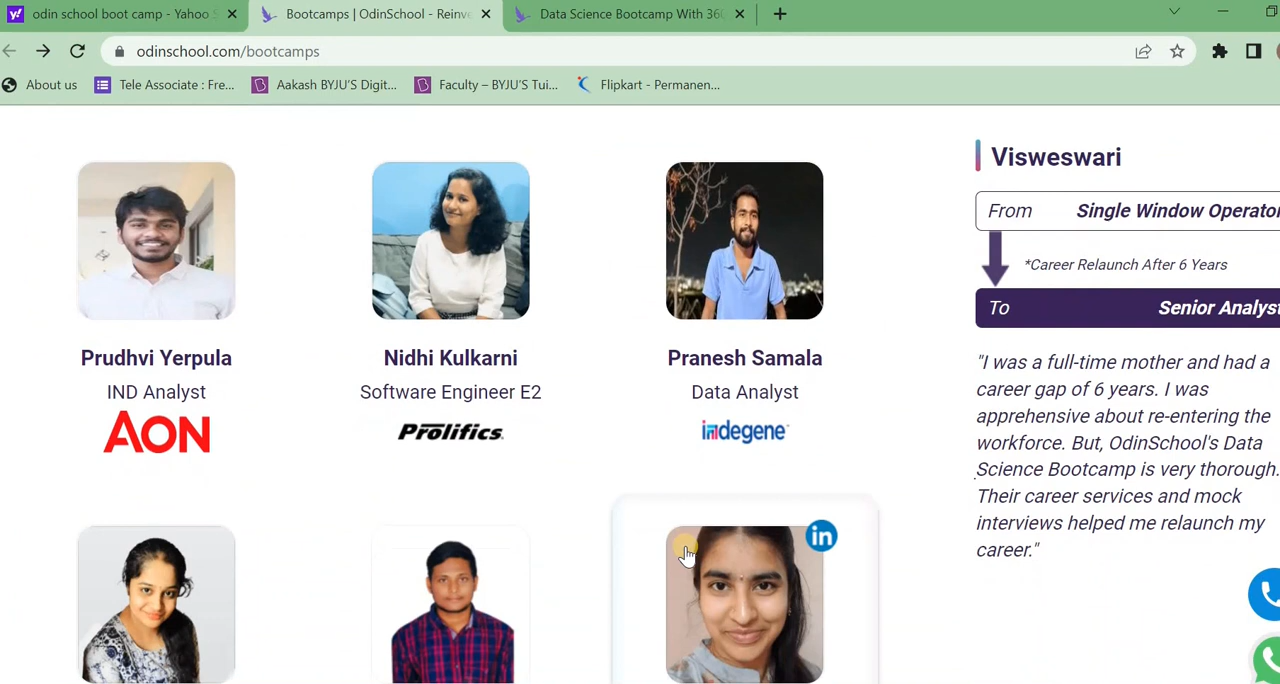 odin school boot camp - Yahoo S
Bootcamps | OdinSchool - Reinve
Data Science Bootcamp With 360
odinschool.com/bootcamps
About us
Tele Associate : Fre...
Aakash BYJU'S Digit...
Faculty – BYJU'S Tui...
Flipkart - Permanen...
Prudhvi Yerpula
IND Analyst
AON
Nidhi Kulkarni
Software Engineer E2
Prolifics
Pranesh Samala
Data Analyst
indegene
in
Visweswari
From Single Window Operator
*Career Relaunch After 6 Years
To Senior Analyst
"I was a full-time mother and had a
career gap of 6 years. I was
apprehensive about re-entering the
workforce. But, OdinSchool's Data
Science Bootcamp is very thorough.
Their career services and mock
interviews helped me relaunch my
career."